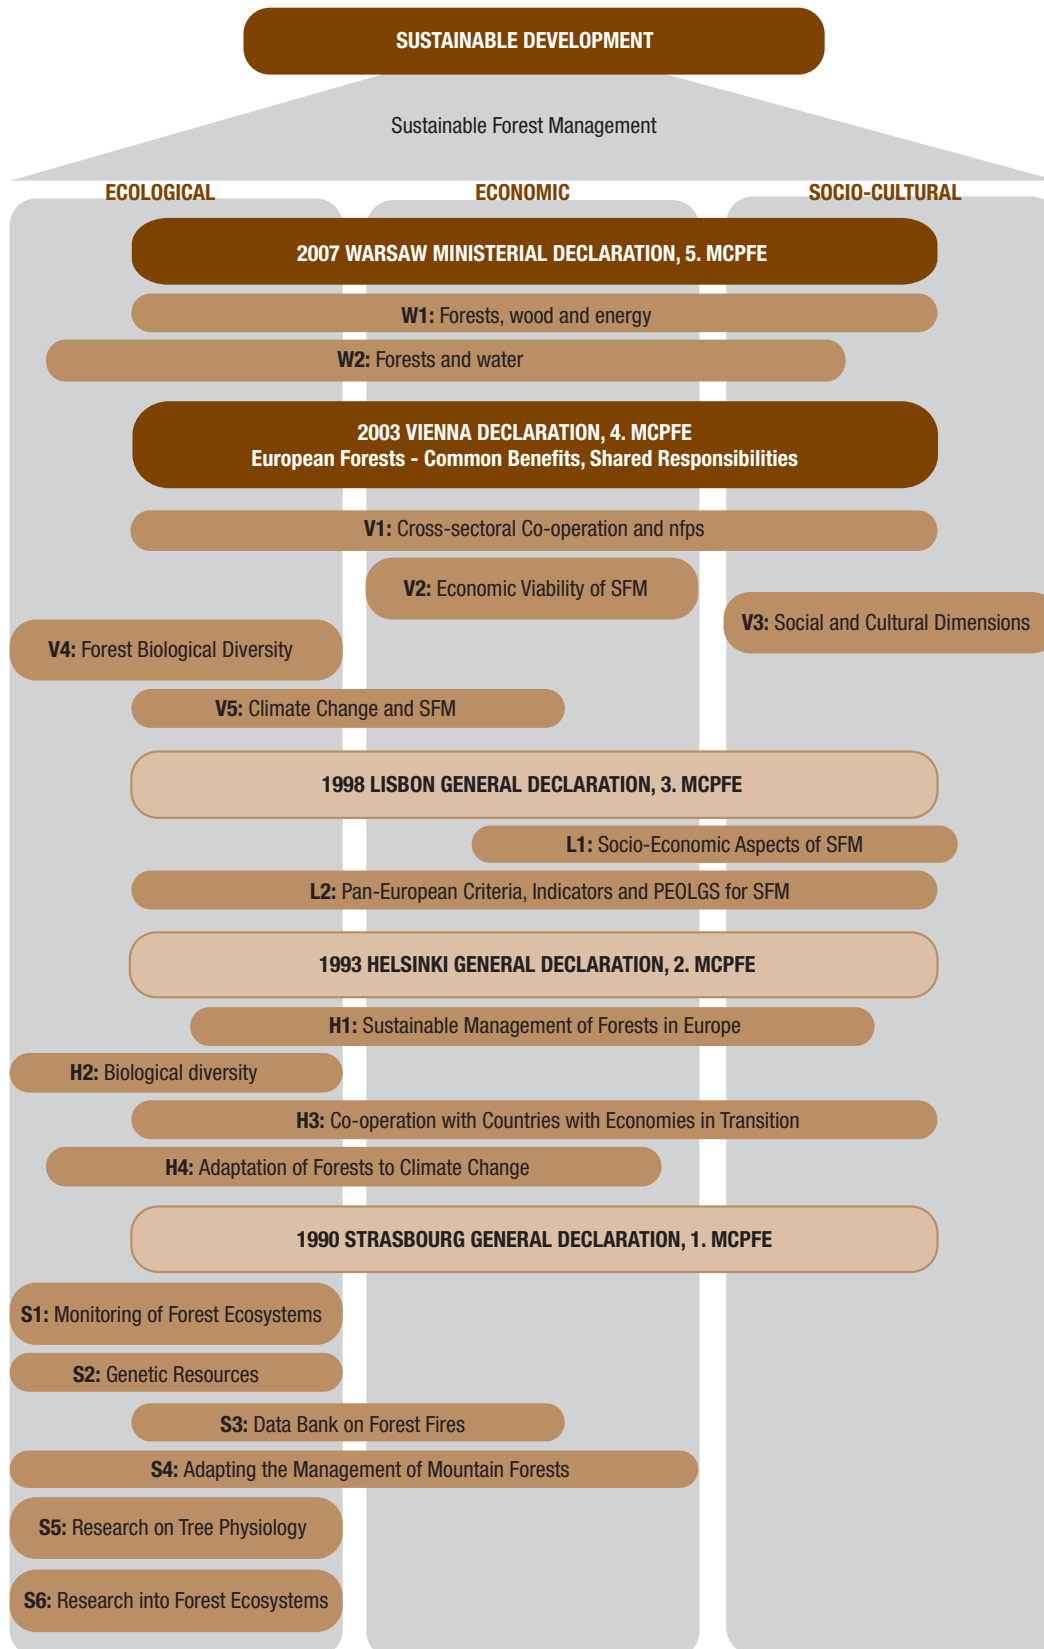 SUSTAINABLE DEVELOPMENT
Sustainable Forest Management
ECOLOGICAL
ECONOMIC
SOCIO-CULTURAL
2007 WARSAW MINISTERIAL DECLARATION, 5. MCPFE
W1: Forests, wood and energy
W2: Forests and water
2003 VIENNA DECLARATION, 4. MCPFE
European Forests - Common Benefits, Shared Responsibilities
V1: Cross-sectoral Co-operation and nfps
V2: Economic Viability of SFM
V3: Social and Cultural Dimensions
V4: Forest Biological Diversity
V5: Climate Change and SFM
1998 LISBON GENERAL DECLARATION, 3. MCPFE
L1: Socio-Economic Aspects of SFM
L2: Pan-European Criteria, Indicators and PEOLGS for SFM
1993 HELSINKI GENERAL DECLARATION, 2. MCPFE
H1: Sustainable Management of Forests in Europe
H2: Biological diversity
H3: Co-operation with Countries with Economies in Transition
H4: Adaptation of Forests to Climate Change
1990 STRASBOURG GENERAL DECLARATION, 1. MCPFE
S1: Monitoring of Forest Ecosystems
S2: Genetic Resources
S3: Data Bank on Forest Fires
S4: Adapting the Management of Mountain Forests
S5: Research on Tree Physiology
S6: Research into Forest Ecosystems